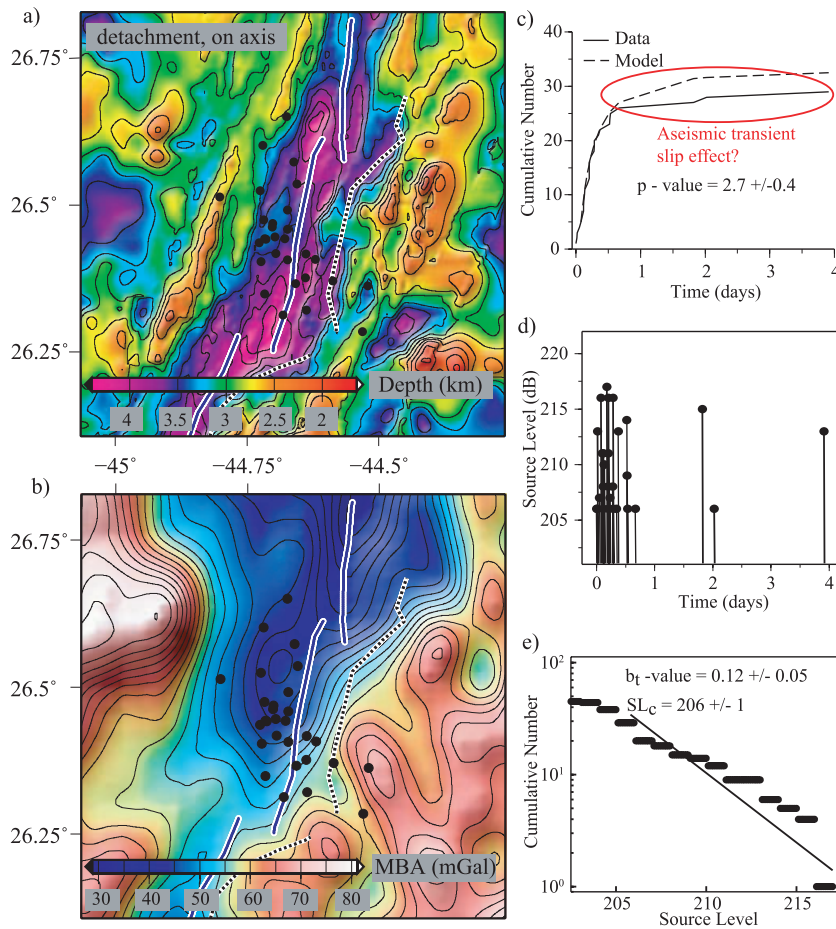 a)
detachment, on axis
26.75°
26.5°
26.25°
Depth (km)
4 3.5 3 2.5 2
−45° −44.75° −44.5°
b)
26.75°
26.5°
26.25°
MBA (mGal)
30 40 50 60 70 80
c)
Data
Model
40
30
20
10
0
Cumulative Number
Aseismic transient
slip effect?
p - value = 2.7 +/-0.4
0 1 2 3 4
Time (days)
d)
220
215
210
205
Source Level (dB)
0 1 2 3 4
Time (days)
e)
10²
10¹
10⁰
Cumulative Number
bₜ -value = 0.12 +/- 0.05
SL_c = 206 +/- 1
205 210 215
Source Level